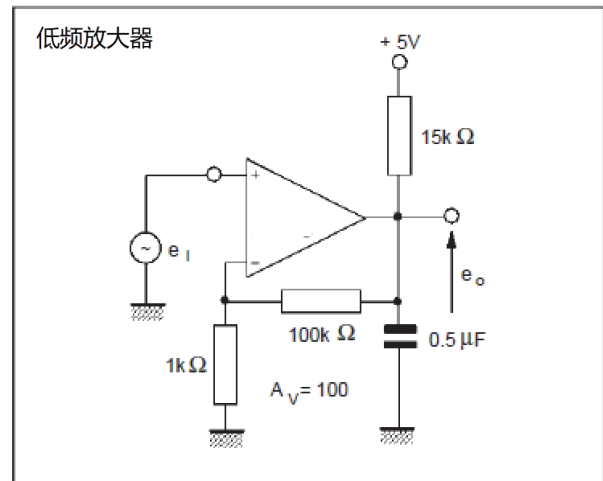 低频放大器
+ 5V
15k Ω
+
-
~ e I
−
e o
100k Ω
0.5 μF
1k Ω
A V = 100